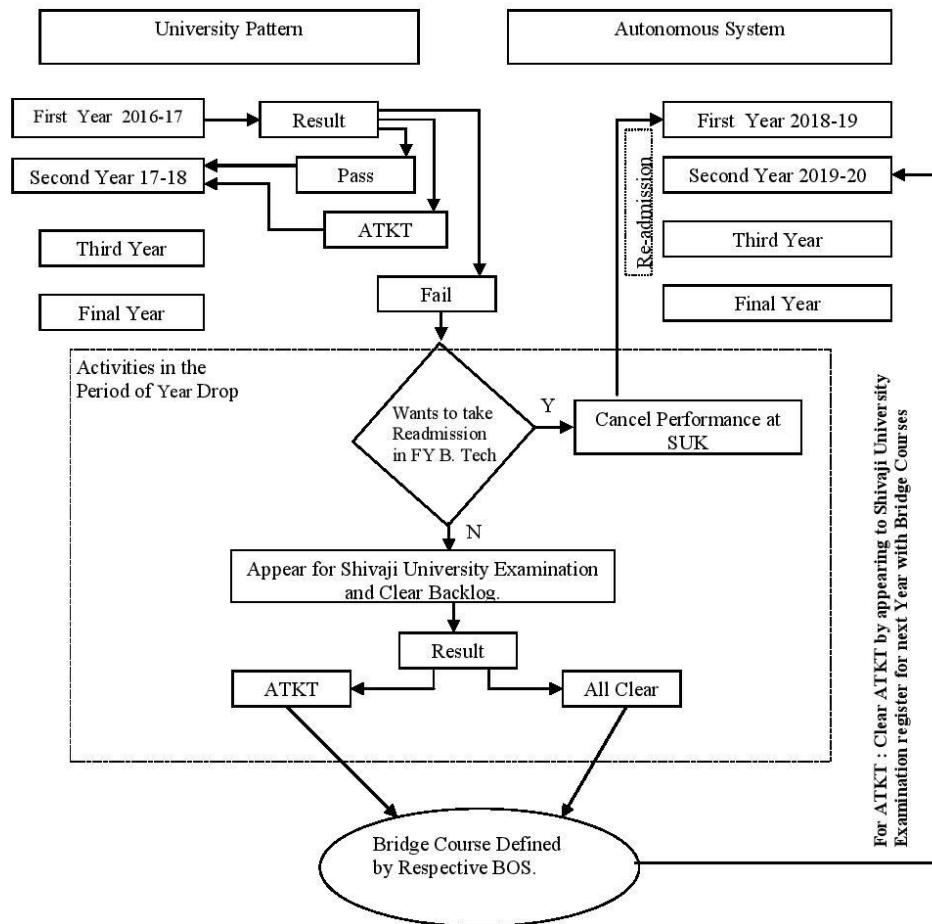 University Pattern
Autonomous System
First Year 2016-17
Result
First Year 2018-19
Second Year 17-18
Pass
Second Year 2019-20
Re-admission
ATKT
Third Year
Third Year
Fail
Final Year
Final Year
Activities in the
Period of Year Drop
Wants to take
Readmission
in FY B. Tech
Y
Cancel Performance at
SUK
N
Appear for Shivaji University Examination
and Clear Backlog.
Result
ATKT
All Clear
For ATKT : Clear ATKT by appearing to Shivaji University
Examination register for next Year with Bridge Courses
Bridge Course Defined
by Respective BOS.